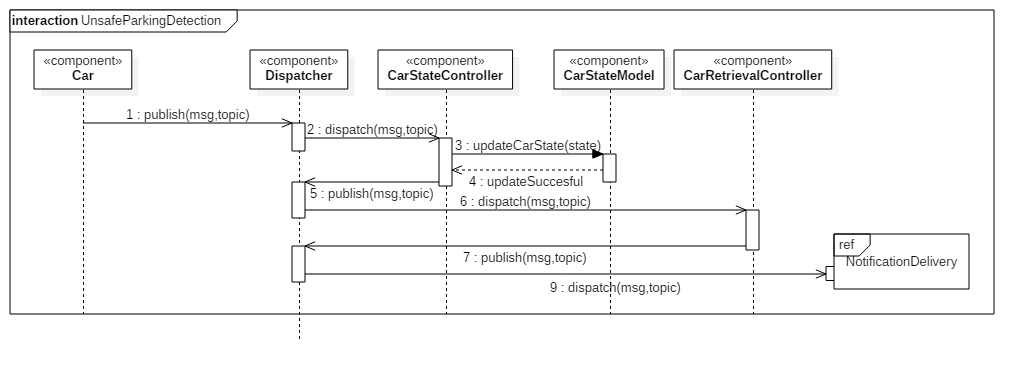 interaction UnsafeParkingDetection
«component» «component» «component» «component» «component»
Car Dispatcher CarStateController CarStateModel CarRetrievalController
1 : publish(msg,topic)
2 : dispatch(msg,topic)
3 : updateCarState(state)
4 : updateSuccesful
5 : publish(msg,topic)
6 : dispatch(msg,topic)
ref
NotificationDelivery
7 : publish(msg,topic)
9 : dispatch(msg,topic)